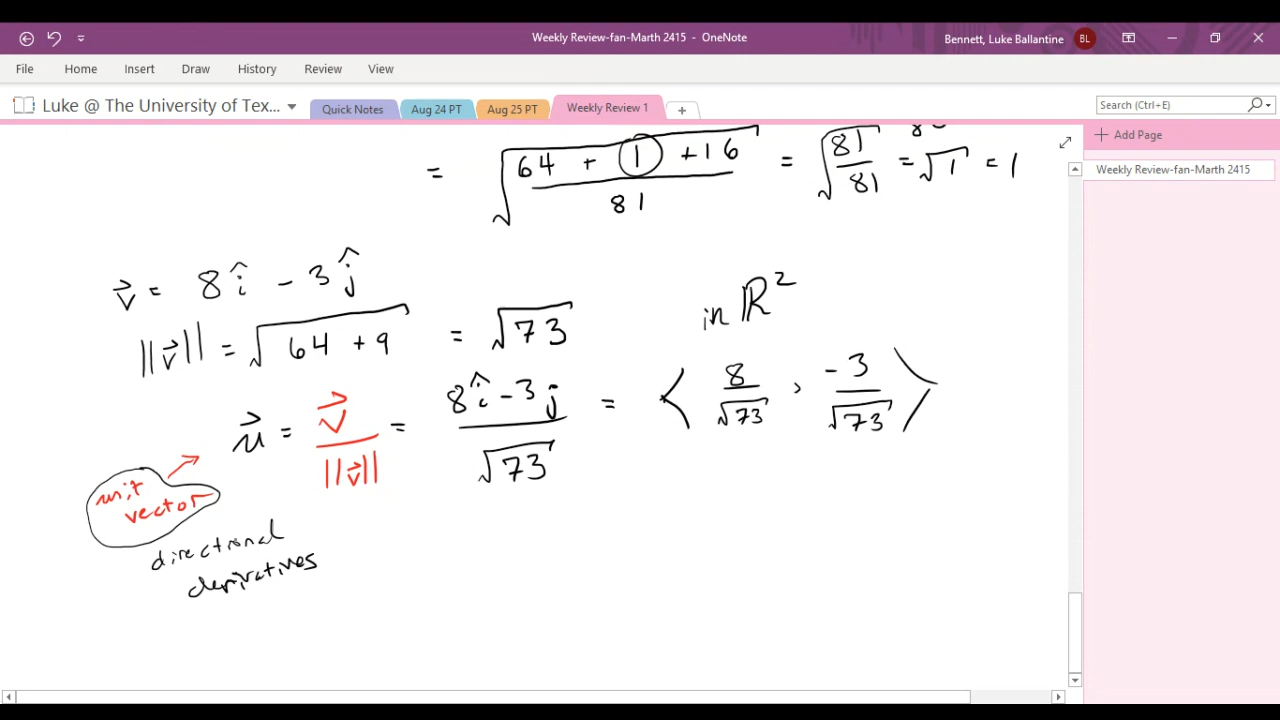 Weekly Review-fan-Marth 2415 - OneNote
Bennett, Luke Ballantine BL
File Home Insert Draw History Review View
Luke @ The University of Tex... Quick Notes Aug 24 PT Aug 25 PT Weekly Review 1 + Search (Ctrl+E)
+ Add Page
Weekly Review-fan-Marth 2415
= √((64 + 1 + 16)/81) = √(81/81) = √1 = 1
v⃗ = 8î - 3ĵ
in ℝ²
||v⃗|| = √(64 + 9) = √73
u⃗ = v⃗/||v⃗|| = (8î - 3j)/√73 = ⟨8/√73, -3/√73⟩
unit
vector
directional
derivatives